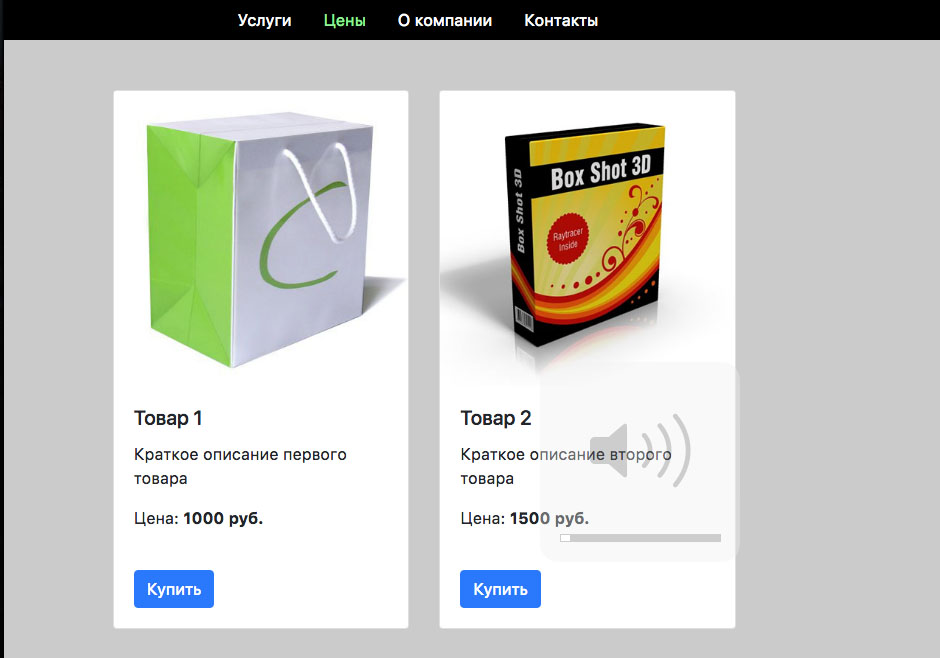 Услуги Цены О компании Контакты
Box Shot 3D
Box Shot 3D
Raytracer
Inside
Товар 1
Краткое описание первого
товара
Цена: 1000 руб.
Купить
Товар 2
Краткое описание второго
товара
Цена: 1500 руб.
Купить